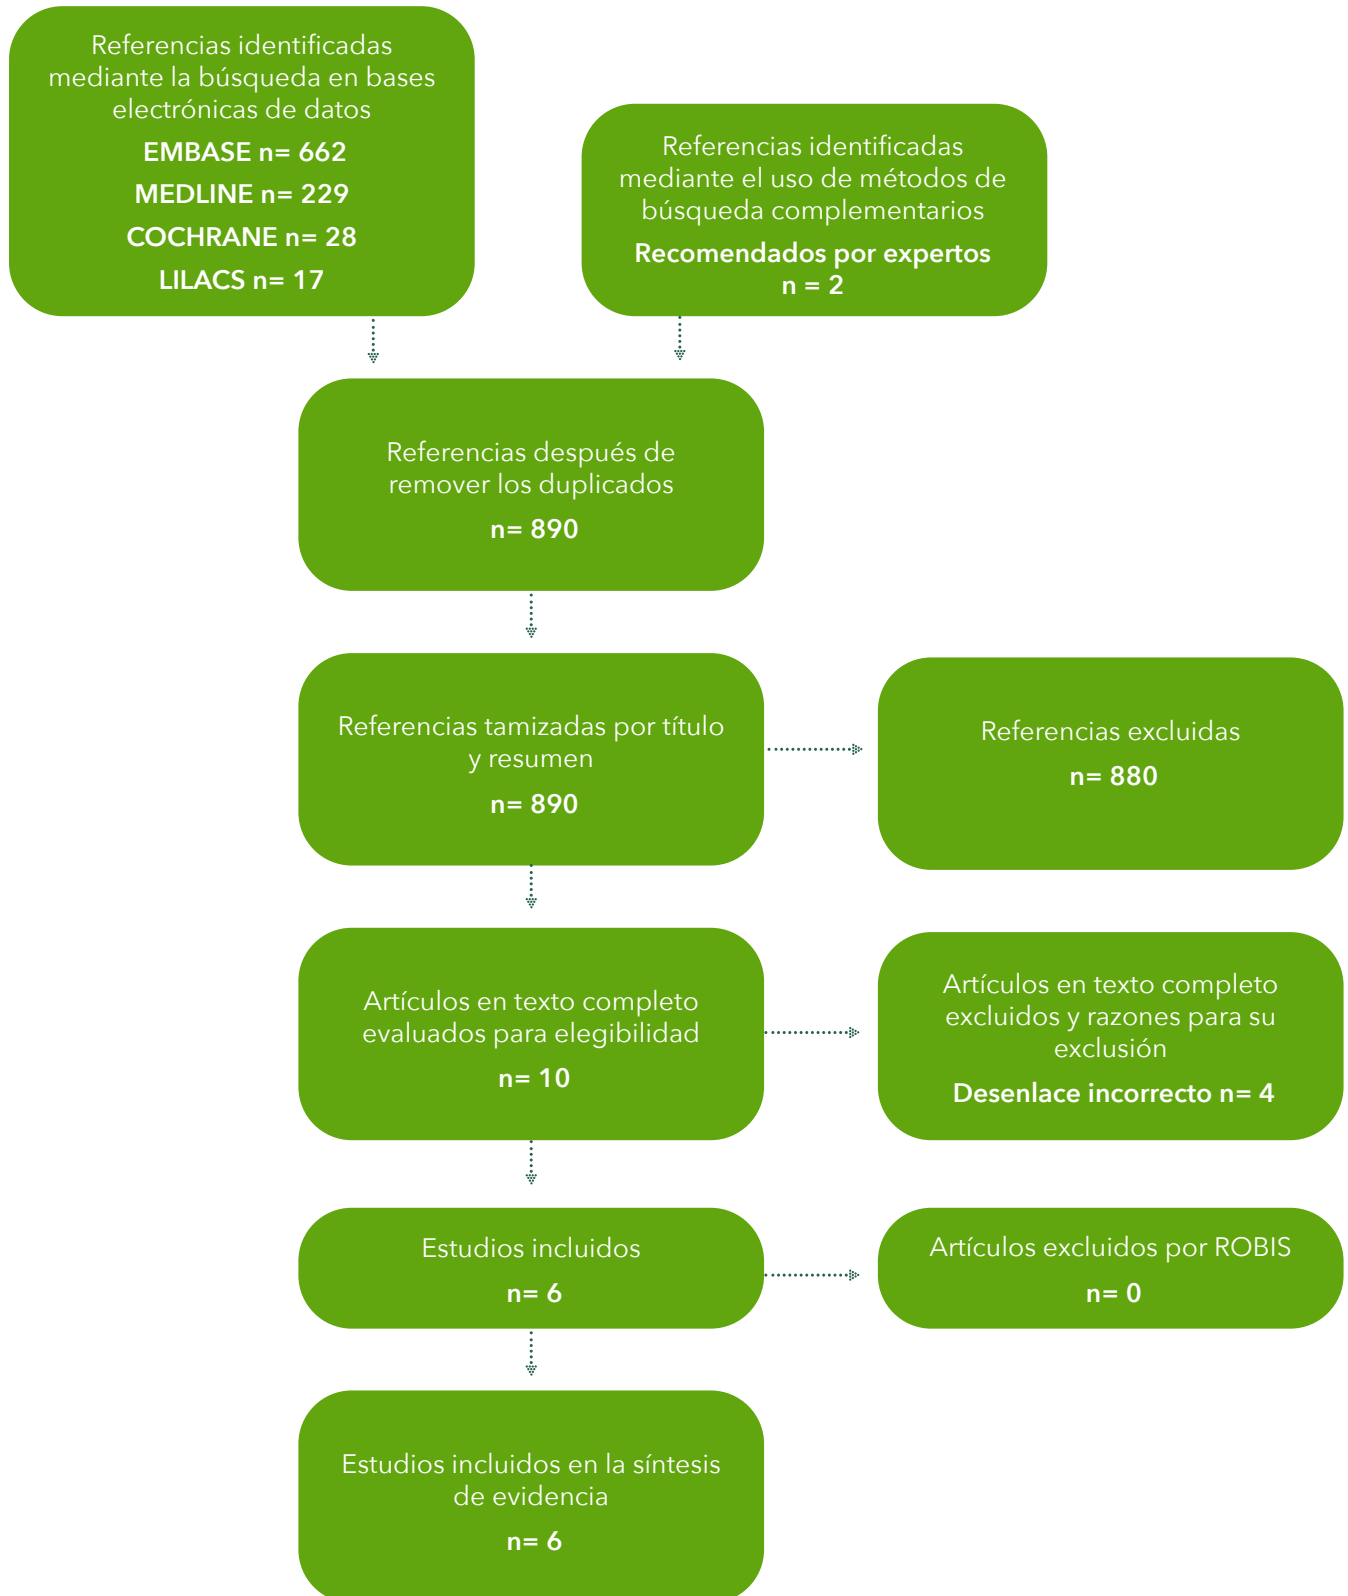 Referencias identificadas
mediante la búsqueda en bases
electrónicas de datos
EMBASE n= 662
MEDLINE n= 229
COCHRANE n= 28
LILACS n= 17
Referencias identificadas
mediante el uso de métodos de
búsqueda complementarios
Recomendados por expertos
n = 2
Referencias después de
remover los duplicados
n= 890
Referencias tamizadas por título
y resumen
n= 890
Referencias excluidas
n= 880
Artículos en texto completo
evaluados para elegibilidad
n= 10
Artículos en texto completo
excluidos y razones para su
exclusión
Desenlace incorrecto n= 4
Estudios incluidos
n= 6
Artículos excluidos por ROBIS
n= 0
Estudios incluidos en la síntesis
de evidencia
n= 6